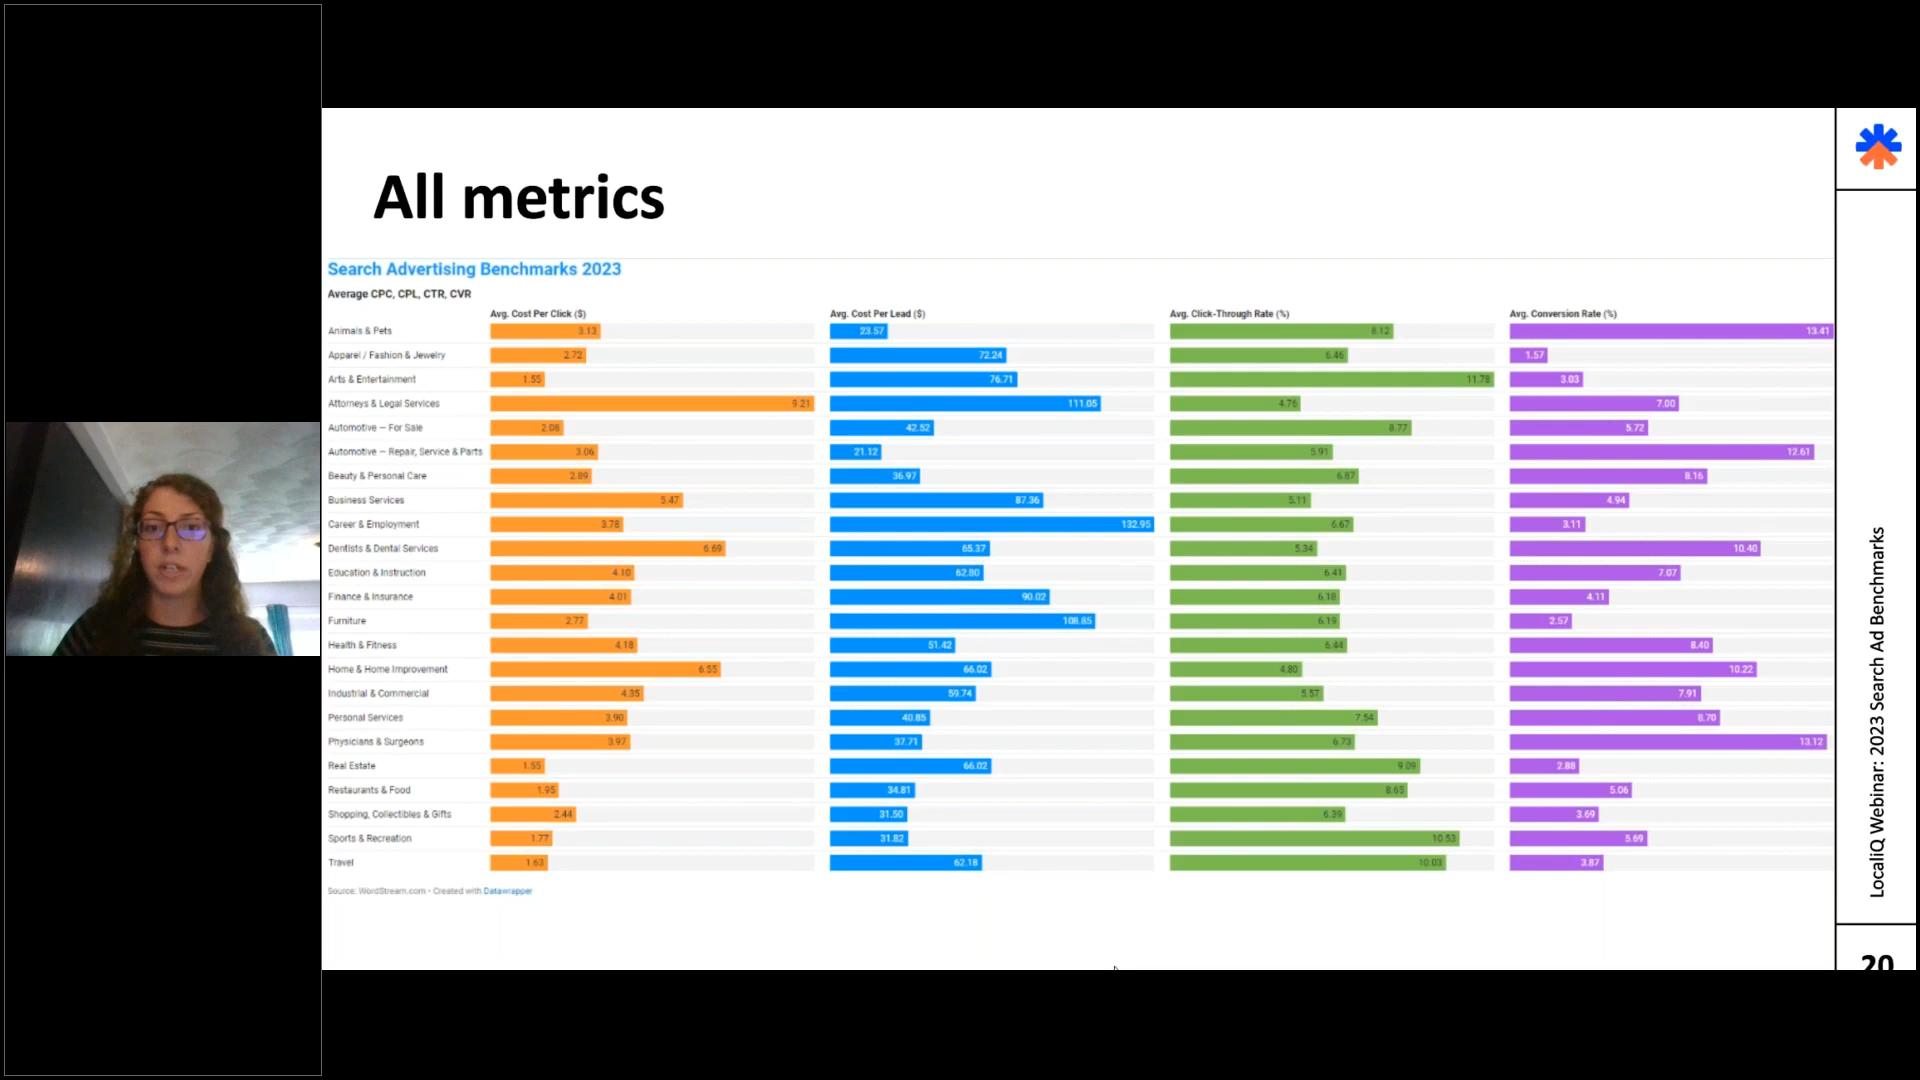 All metrics
Search Advertising Benchmarks 2023
Average CPC, CPL, CTR, CVR
Avg. Cost Per Click ($) Avg. Cost Per Lead ($) Avg. Click-Through Rate (%) Avg. Conversion Rate (%)
Animals & Pets 3.13 23.57 8.12 13.41
Apparel / Fashion & Jewelry 2.72 72.24 6.46 1.57
Arts & Entertainment 1.55 76.71 11.78 3.03
Attorneys & Legal Services 9.21 111.05 4.76 7.00
Automotive — For Sale 2.08 42.52 8.77 5.72
Automotive — Repair, Service & Parts 3.06 21.12 5.91 12.61
Beauty & Personal Care 2.89 36.97 6.87 8.16
Business Services 5.47 87.36 5.11 4.94
Career & Employment 3.78 132.95 6.67 3.11
Dentists & Dental Services 6.69 65.37 5.34 10.40
Education & Instruction 4.10 62.80 6.41 7.07
Finance & Insurance 4.01 90.02 6.18 4.11
Furniture 2.77 108.85 6.19 2.57
Health & Fitness 4.18 51.42 6.44 8.40
Home & Home Improvement 6.55 66.02 4.80 10.22
Industrial & Commercial 4.35 59.74 5.57 7.91
Personal Services 3.90 40.85 7.54 8.70
Physicians & Surgeons 3.97 37.71 6.73 13.12
Real Estate 1.55 66.02 9.09 2.88
Restaurants & Food 1.95 34.81 8.65 5.06
Shopping, Collectibles & Gifts 2.44 31.50 6.39 3.69
Sports & Recreation 1.77 31.82 10.53 5.69
Travel 1.63 62.18 10.03 3.87
Source: WordStream.com • Created with Datawrapper
LocaliQ Webinar: 2023 Search Ad Benchmarks
20